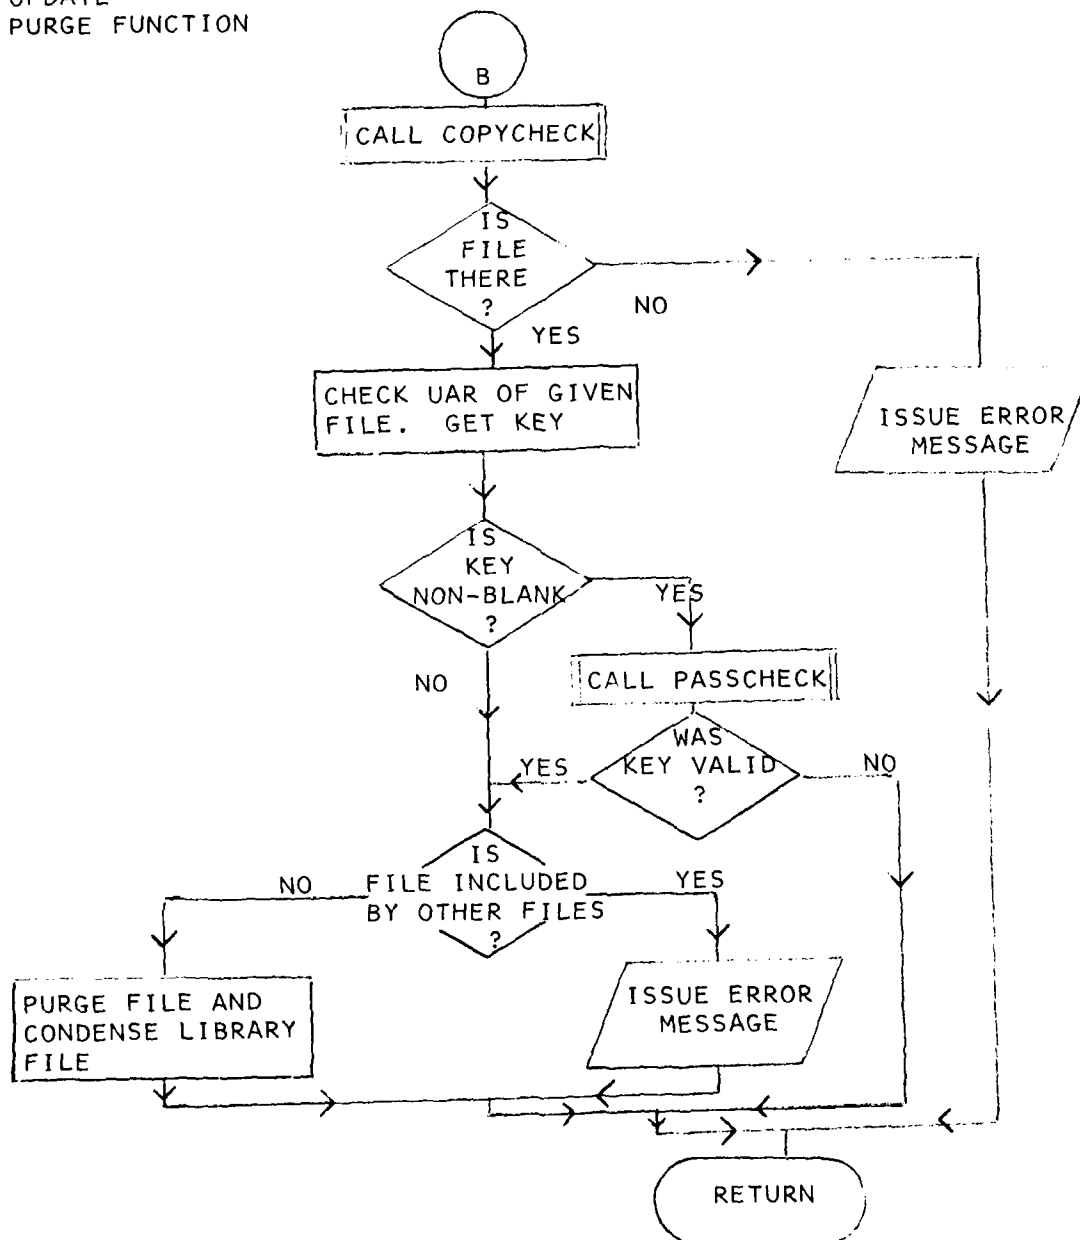 UPDATE
PURGE FUNCTION
B
CALL COPYCHECK
IS
FILE
THERE
?
NO
YES
CHECK UAR OF GIVEN
FILE. GET KEY
ISSUE ERROR
MESSAGE
IS
KEY
NON-BLANK
?
YES
NO
CALL PASSCHECK
WAS
KEY VALID
?
YES
NO
IS
FILE INCLUDED
BY OTHER FILES
?
NO
YES
PURGE FILE AND
CONDENSE LIBRARY
FILE
ISSUE ERROR
MESSAGE
RETURN